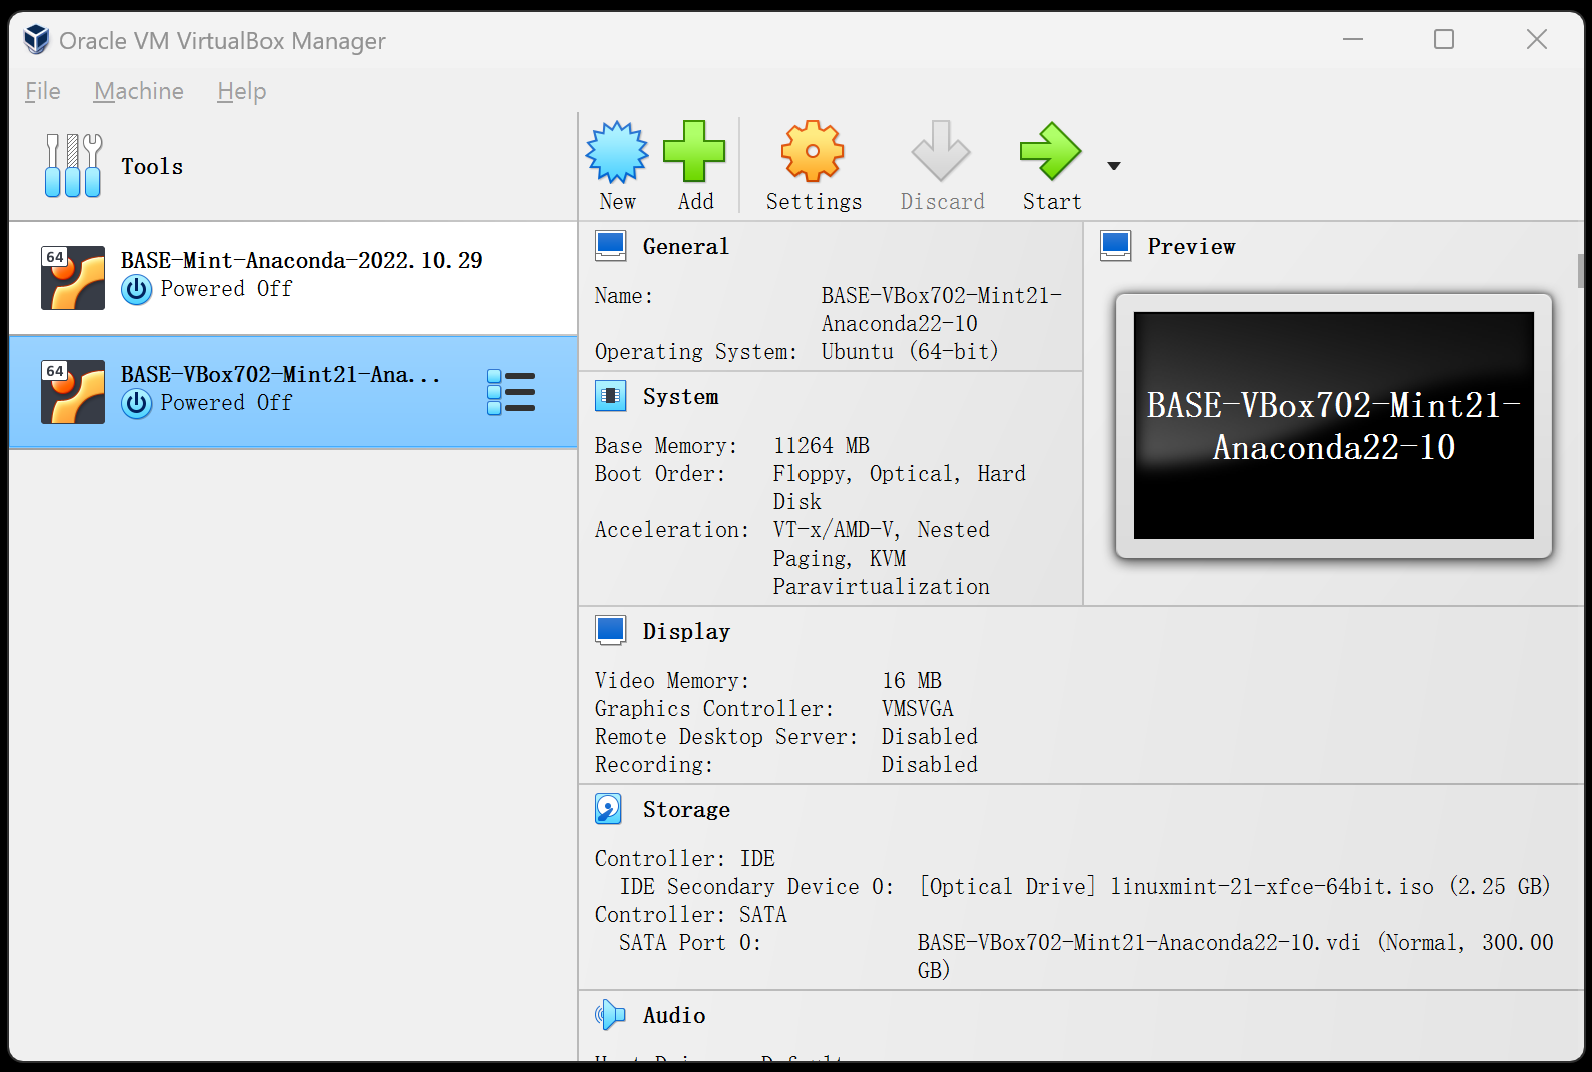 Oracle VM VirtualBox Manager
File Machine Help
Tools
New Add Settings Discard Start
64
BASE-Mint-Anaconda-2022.10.29
Powered Off
64
BASE-VBox702-Mint21-Ana...
Powered Off
General
Name: BASE-VBox702-Mint21-
Anaconda22-10
Operating System: Ubuntu (64-bit)
System
Base Memory: 11264 MB
Boot Order: Floppy, Optical, Hard
Disk
Acceleration: VT-x/AMD-V, Nested
Paging, KVM
Paravirtualization
Preview
BASE-VBox702-Mint21-
Anaconda22-10
Display
Video Memory: 16 MB
Graphics Controller: VMSVGA
Remote Desktop Server: Disabled
Recording: Disabled
Storage
Controller: IDE
IDE Secondary Device 0: [Optical Drive] linuxmint-21-xfce-64bit.iso (2.25 GB)
Controller: SATA
SATA Port 0: BASE-VBox702-Mint21-Anaconda22-10.vdi (Normal, 300.00
GB)
Audio